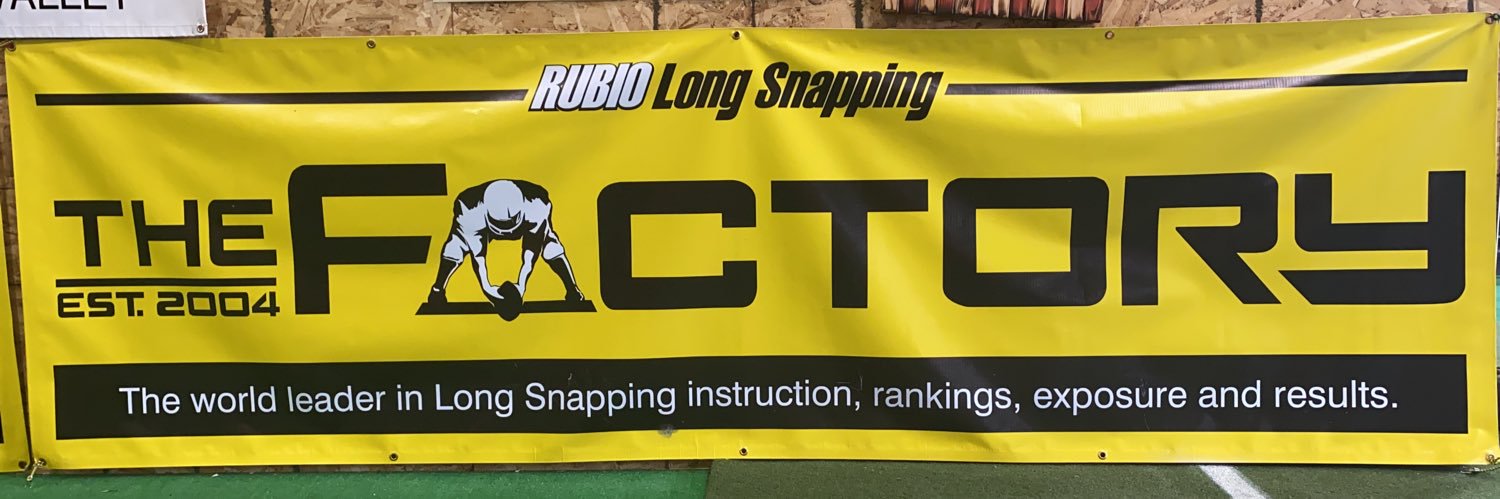 RUBIO Long Snapping
THE FACTORY
EST. 2004
The world leader in Long Snapping instruction, rankings, exposure and results.